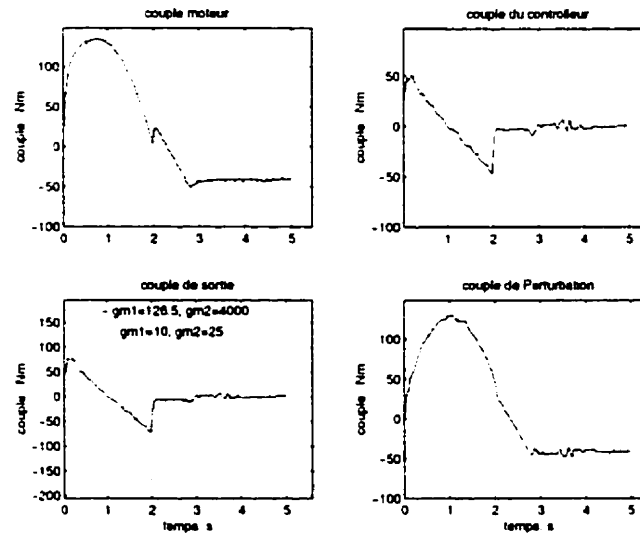 couple moteur
couple Nm
100
50
0
-50
-100
0 1 2 3 4 5
couple du controlleur
couple Nm
50
0
-50
-100
1 2 3 4 5
couple de sortie
- gm1=126.5, gm2=4000
gm1=10, gm2=25
couple Nm
150
100
50
0
-50
-100
-150
-200
0 1 2 3 4 5
temps s
couple de Perturbation
couple Nm
100
50
0
-50
-100
0 1 2 3 4 5
temps s